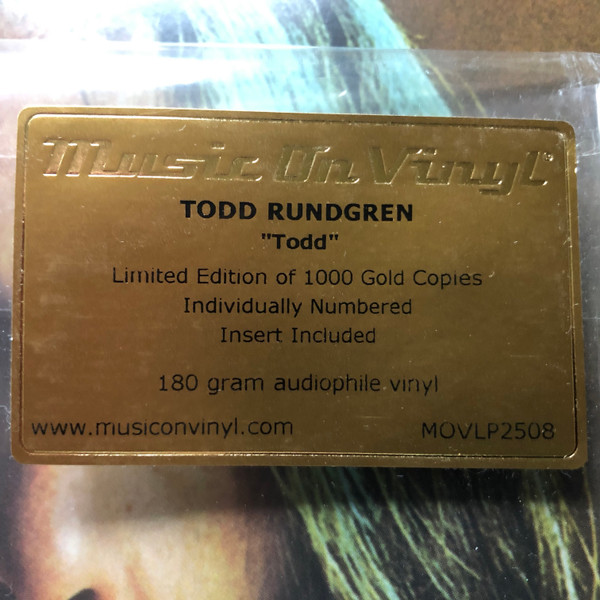 Music On Vinyl®
TODD RUNDGREN
"Todd"
Limited Edition of 1000 Gold Copies
Individually Numbered
Insert Included
180 gram audiophile vinyl
www.musiconvinyl.com MOVLP2508